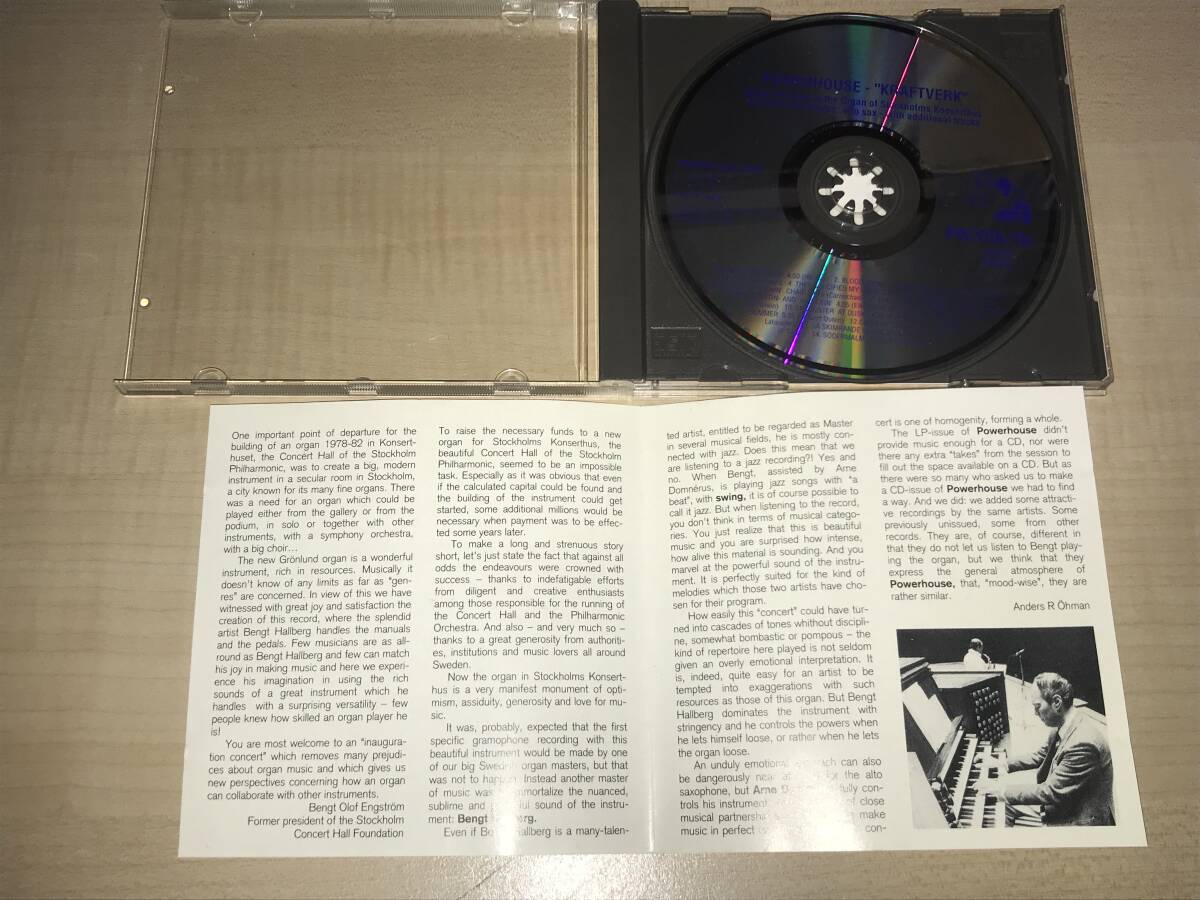 "KRAFTVERK"
14. SÖDERMALM
One important point of departure for the
building of an organ 1978-82 in Konsert-
huset, the Concert Hall of the Stockholm
Philharmonic, was to create a big, modern
instrument in a secular room in Stockholm,
a city known for its many fine organs. There
was a need for an organ which could be
played either from the gallery or from the
podium, in solo or together with other
instruments, with a symphony orchestra,
with a big choir...
The new Grönlund organ is a wonderful
instrument, rich in resources. Musically it
doesn't know of any limits as far as "gen-
res" are concerned. In view of this we have
witnessed with great joy and satisfaction the
creation of this record, where the splendid
artist Bengt Hallberg handles the manuals
and the pedals. Few musicians are as all-
round as Bengt Hallberg and few can match
his joy in making music and here we experi-
ence his imagination in using the rich
sounds of a great instrument which he
handles with a surprising versatility – few
people knew how skilled an organ player he
is!
You are most welcome to an "inaugura-
tion concert" which removes many prejudi-
ces about organ music and which gives us
new perspectives concerning how an organ
can collaborate with other instruments.
Bengt Olof Engström
Former president of the Stockholm
Concert Hall Foundation
To raise the necessary funds to a new
organ for Stockholms Konserthus, the
beautiful Concert Hall of the Stockholm
Philharmonic, seemed to be an impossible
task. Especially as it was obvious that even
if the calculated capital could be found and
the building of the instrument could get
started, some additional millions would be
necessary when payment was to be effec-
ted some years later.
To make a long and strenuous story
short, let's just state the fact that against all
odds the endeavours were crowned with
success – thanks to indefatigable efforts
from diligent and creative enthusiasts
among those responsible for the running of
the Concert Hall and the Philharmonic
Orchestra. And also – and very much so –
thanks to a great generosity from authoriti-
es, institutions and music lovers all around
Sweden.
Now the organ in Stockholms Konsert-
hus is a very manifest monument of opti-
mism, assiduity, generosity and love for mu-
sic.
It was, probably, expected that the first
specific gramophone recording with this
beautiful instrument would be made by one
of our big Swedish organ masters, but that
was not to happen. Instead another master
of music was immortalize the nuanced,
sublime and sound of the instru-
ment: Bengt
Even if Hallberg is a many-talen-
ted artist, entitled to be regarded as Master
in several musical fields, he is mostly con-
nected with jazz. Does this mean that we
are listening to a jazz recording?! Yes and
no. When Bengt, assisted by Arne
Domnérus, is playing jazz songs with "a
beat", with swing, it is of course possible to
call it jazz. But when listening to the record,
you don't think in terms of musical catego-
ries. You just realize that this is beautiful
music and you are surprised how intense,
how alive this material is sounding. And you
marvel at the powerful sound of the instru-
ment. It is perfectly suited for the kind of
melodies which those two artists have cho-
sen for their program.
How easily this "concert" could have tur-
ned into cascades of tones whithout discipli-
ne, somewhat bombastic or pompous – the
kind of repertoire here played is not seldom
given an overly emotional interpretation. It
is, indeed, quite easy for an artist to be
tempted into exaggerations with such
resources as those of this organ. But Bengt
Hallberg dominates the instrument with
stringency and he controls the powers when
he lets himself loose, or rather when he lets
the organ loose.
An unduly emotional can also
be dangerously the alto
saxophone, but Arne con-
trols his instrument of close
musical partnership make
music in perfect con-
cert is one of homogenity, forming a whole.
The LP-issue of Powerhouse didn't
provide music enough for a CD, nor were
there any extra "takes" from the session to
fill out the space available on a CD. But as
there were so many who asked us to make
a CD-issue of Powerhouse we had to find
a way. And we did: we added some attracti-
ve recordings by the same artists. Some
previously unissued, some from other
records. They are, of course, different in
that they do not let us listen to Bengt play-
ing the organ, but we think that they
express the general atmosphere of
Powerhouse, that, "mood-wise", they are
rather similar.
Anders R Öhman